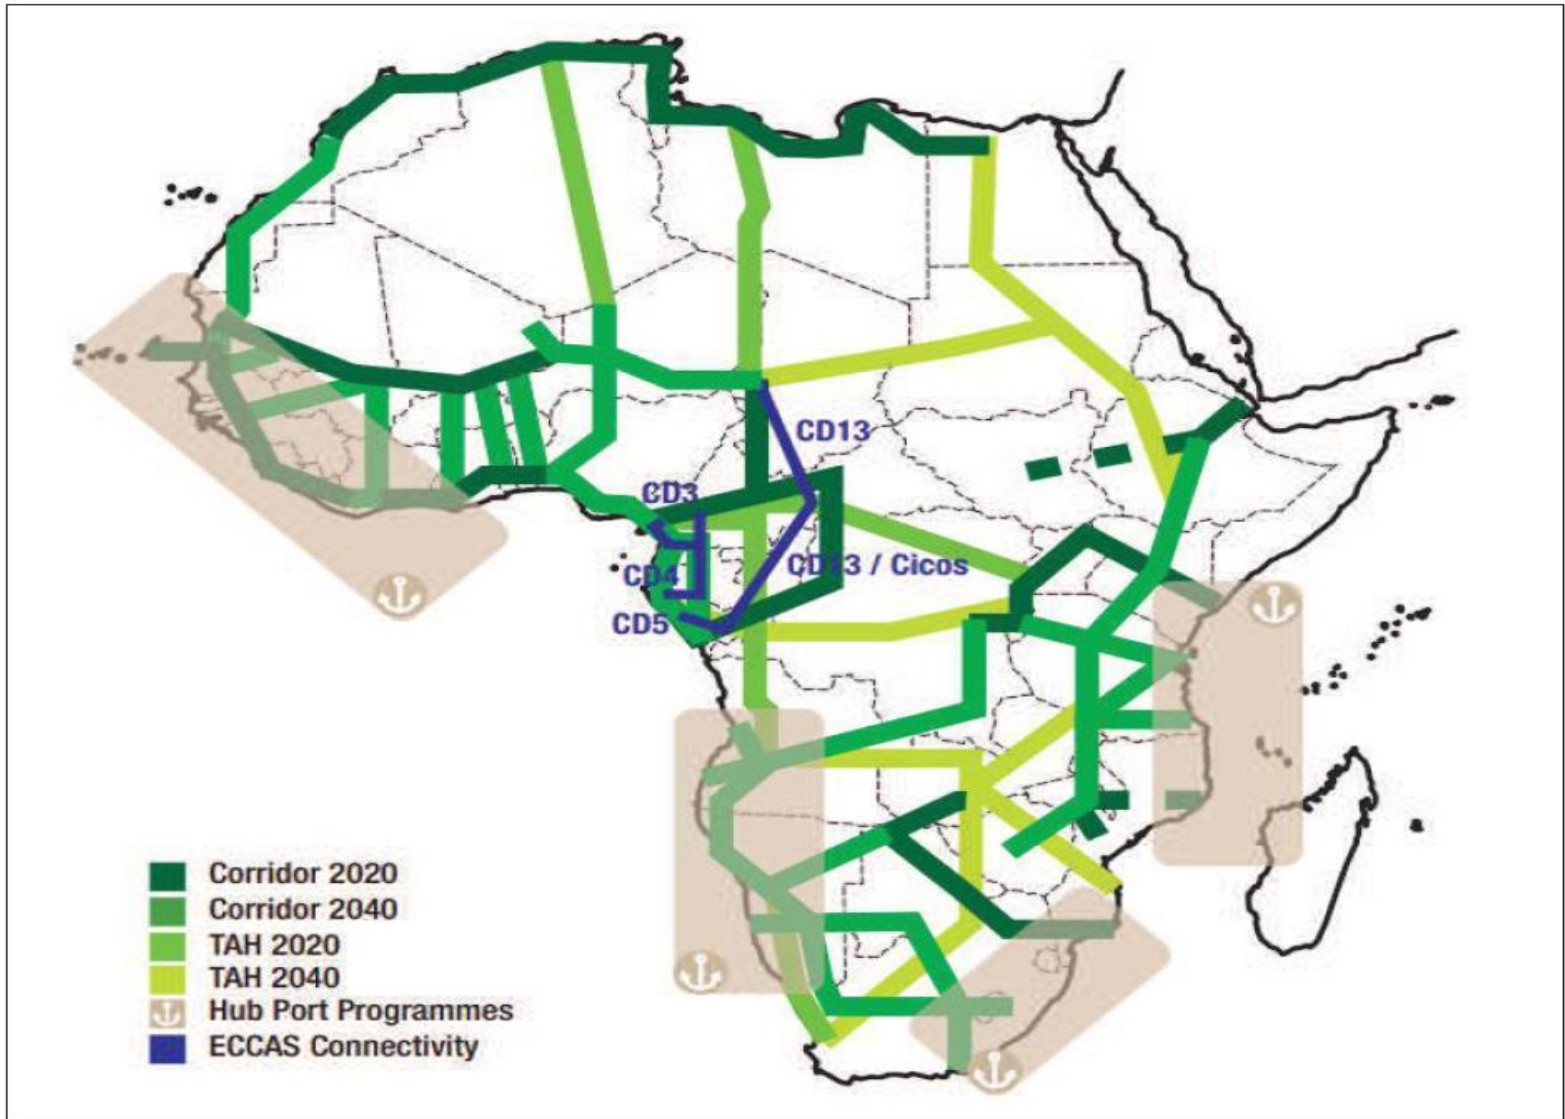 CD13
CD3
CD13 / Cicos
CD4
CD5
Corridor 2020
Corridor 2040
TAH 2020
TAH 2040
Hub Port Programmes
ECCAS Connectivity